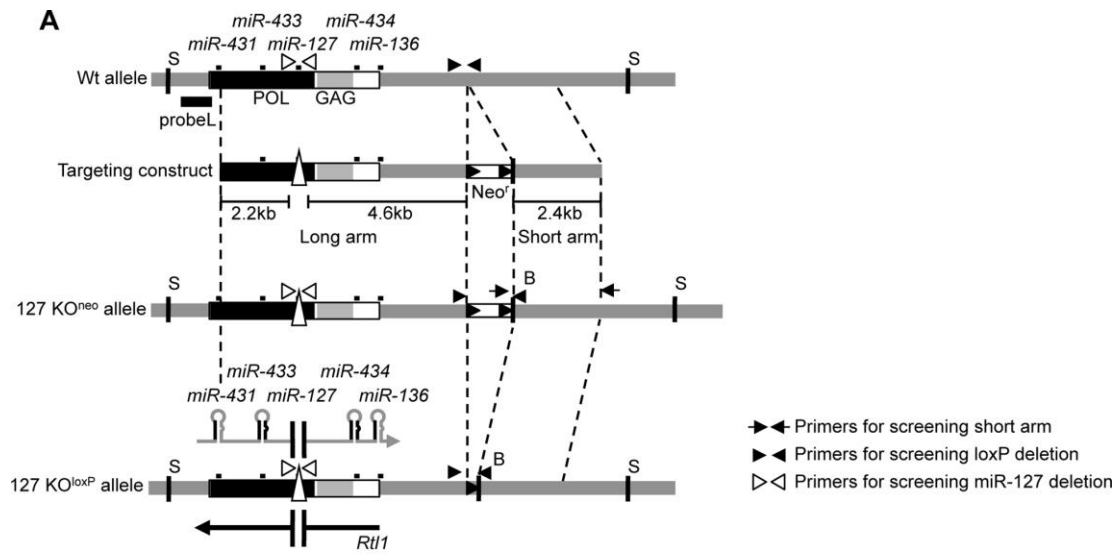 A
miR-433 miR-434
miR-431 miR-127 miR-136
S S
Wt allele
POL GAG
probeL
Targeting construct
Neoʳ
2.2kb 4.6kb 2.4kb
Long arm Short arm
S B S
127 KOⁿᵉᵒ allele
miR-433 miR-434
miR-431 miR-127 miR-136
Primers for screening short arm
S B S
Primers for screening loxP deletion
127 KOˡᵒˣᴾ allele
Primers for screening miR-127 deletion
Rtl1